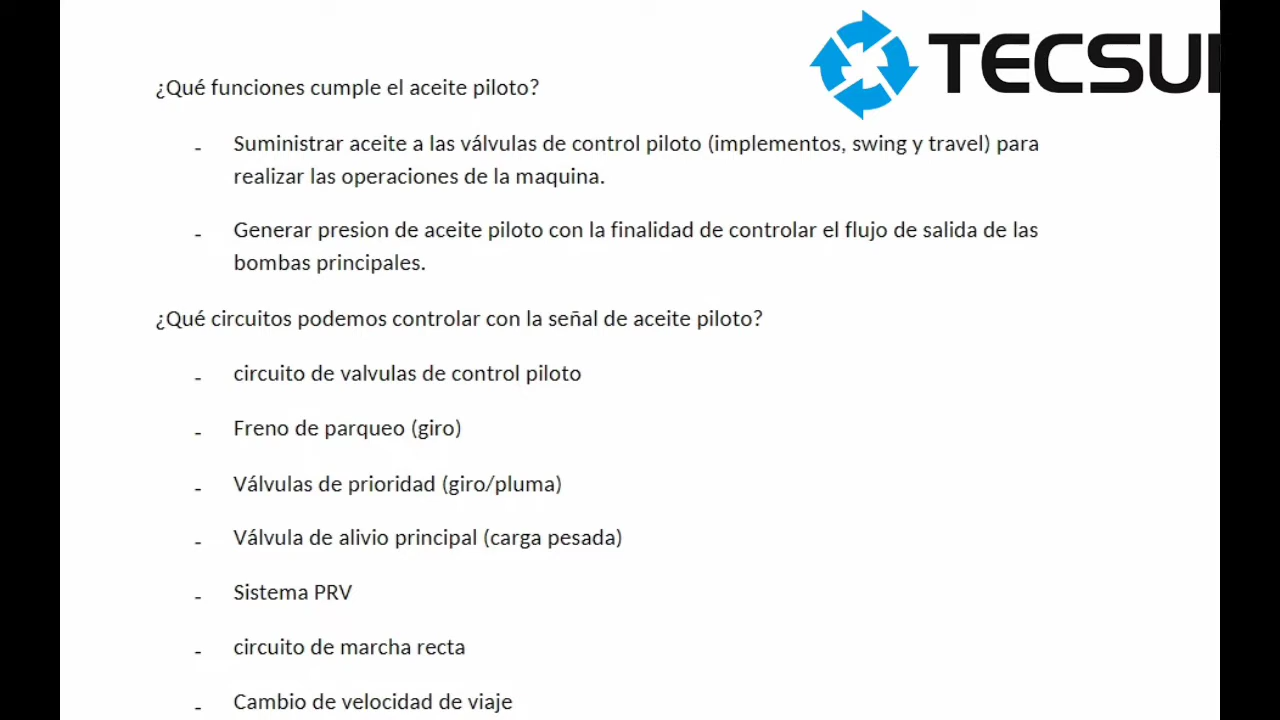 TECSU
¿Qué funciones cumple el aceite piloto?
- Suministrar aceite a las válvulas de control piloto (implementos, swing y travel) para
realizar las operaciones de la maquina.
- Generar presion de aceite piloto con la finalidad de controlar el flujo de salida de las
bombas principales.
¿Qué circuitos podemos controlar con la señal de aceite piloto?
- circuito de valvulas de control piloto
- Freno de parqueo (giro)
- Válvulas de prioridad (giro/pluma)
- Válvula de alivio principal (carga pesada)
- Sistema PRV
- circuito de marcha recta
- Cambio de velocidad de viaje